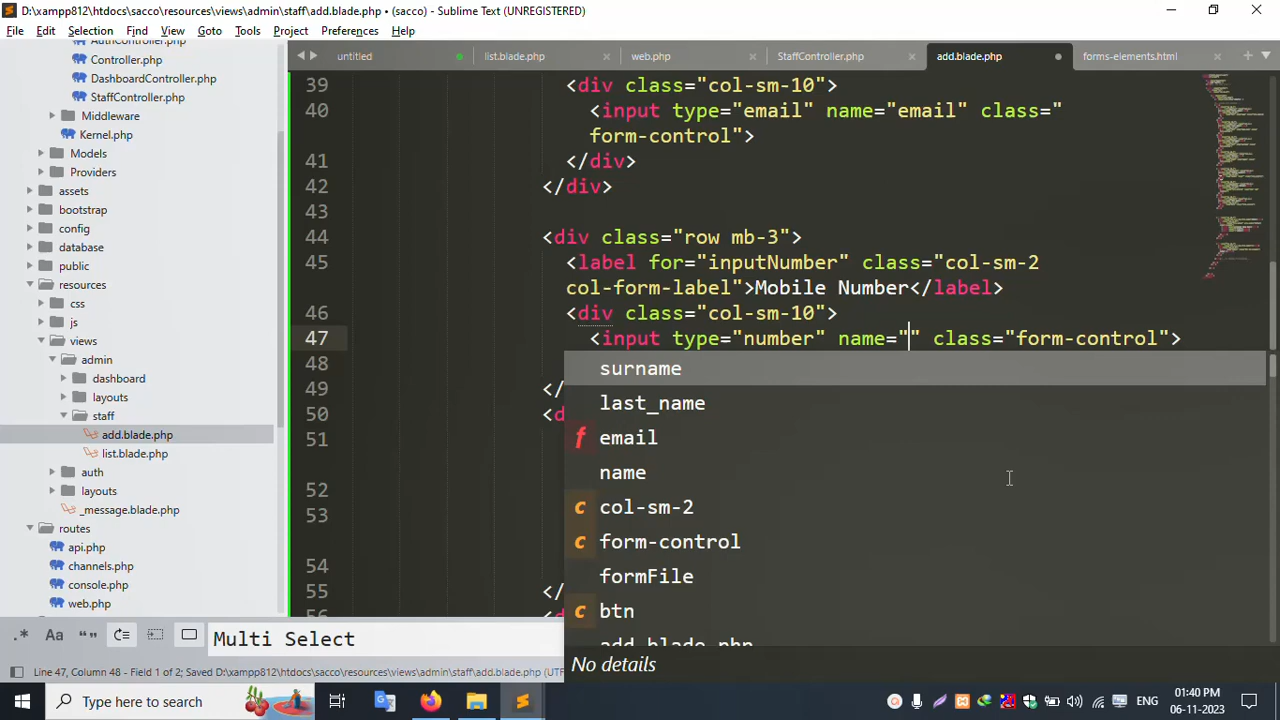 D:\xampp812\htdocs\sacco\resources\views\admin\staff\add.blade.php • (sacco) - Sublime Text (UNREGISTERED)
File Edit Selection Find View Goto Tools Project Preferences Help
AuthController.php
Controller.php
DashboardController.php
StaffController.php
Middleware
Kernel.php
Models
Providers
assets
bootstrap
config
database
public
resources
css
js
views
admin
dashboard
layouts
staff
add.blade.php
list.blade.php
auth
layouts
_message.blade.php
routes
api.php
channels.php
console.php
web.php
untitled list.blade.php web.php StaffController.php add.blade.php forms-elements.html
39 <div class="col-sm-10">
40 <input type="email" name="email" class="
form-control">
41 </div>
42 </div>
43
44 <div class="row mb-3">
45 <label for="inputNumber" class="col-sm-2
col-form-label">Mobile Number</label>
46 <div class="col-sm-10">
47 <input type="number" name="" class="form-control">
48
49 </
50 <d
51
52
53
54
55 </
56 <d
surname
last_name
f email
name
c col-sm-2
c form-control
formFile
c btn
add.blade.php
No details
.* Aa “” Multi Select
Line 47, Column 48 - Field 1 of 2; Saved D:\xampp812\htdocs\sacco\resources\views\admin\staff\add.blade.php (UTF
Type here to search
ENG
01:40 PM
06-11-2023